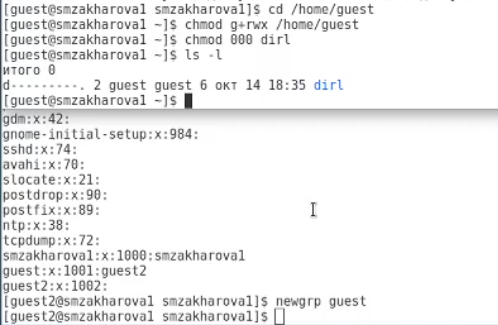 [guest@smzakharova1 smzakharova1]$ cd /home/guest
[guest@smzakharova1 ~]$ chmod g+rwx /home/guest
[guest@smzakharova1 ~]$ chmod 000 dirl
[guest@smzakharova1 ~]$ ls -l
итого 0
d---------. 2 guest guest 6 окт 14 18:35 dirl
[guest@smzakharova1 ~]$
gdm:x:42:
gnome-initial-setup:x:984:
sshd:x:74:
avahi:x:70:
slocate:x:21:
postdrop:x:90:
postfix:x:89:
ntp:x:38:
tcpdump:x:72:
smzakharova1:x:1000:smzakharova1
guest:x:1001:guest2
guest2:x:1002:
[guest2@smzakharova1 smzakharova1]$ newgrp guest
[guest2@smzakharova1 smzakharova1]$